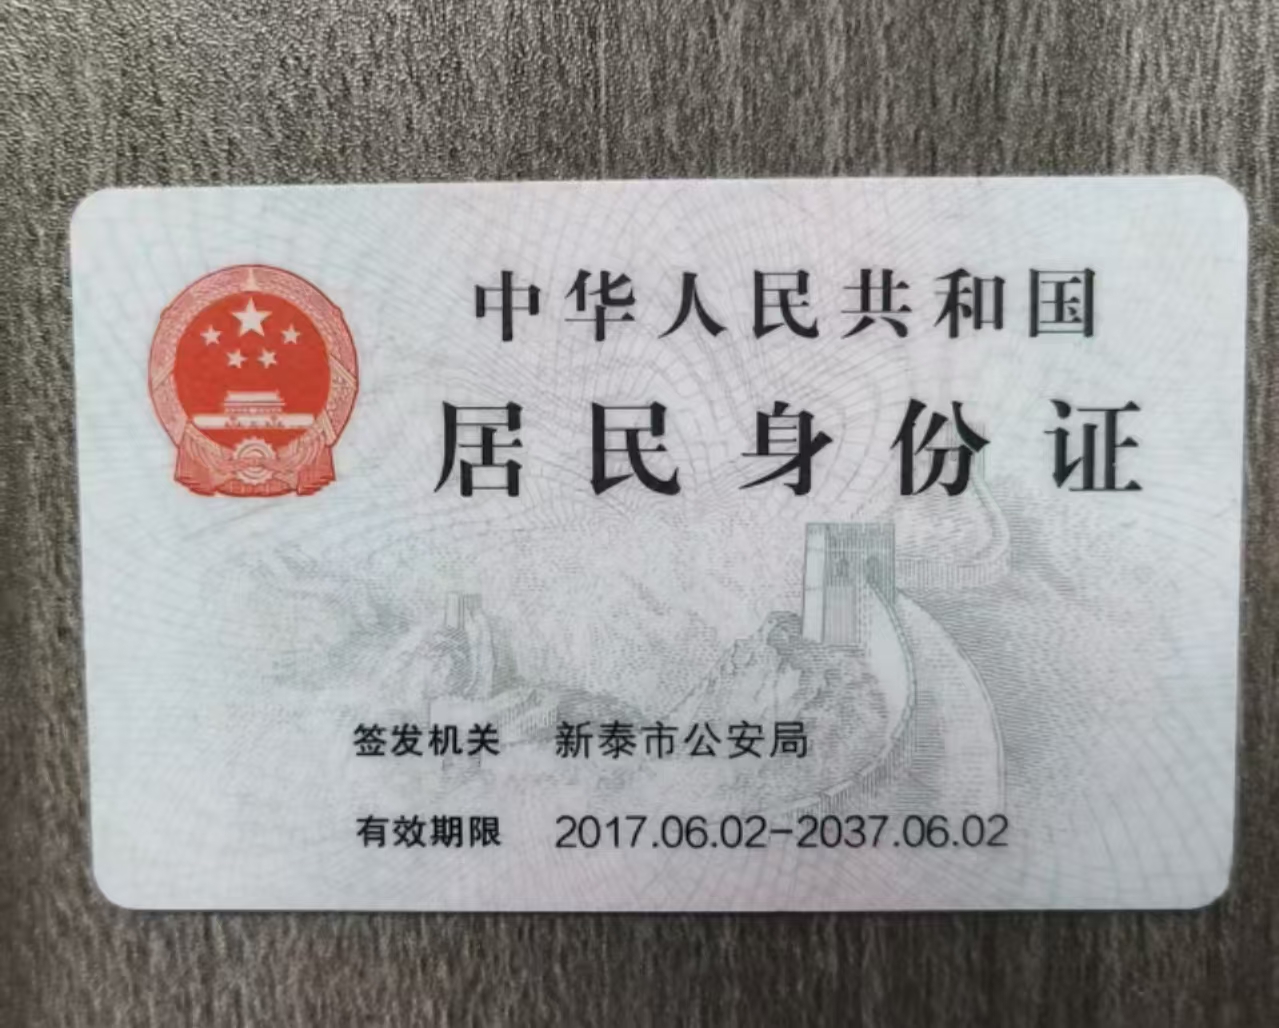 中华人民共和国
居民身份证
签发机关 新泰市公安局
有效期限 2017.06.02-2037.06.02